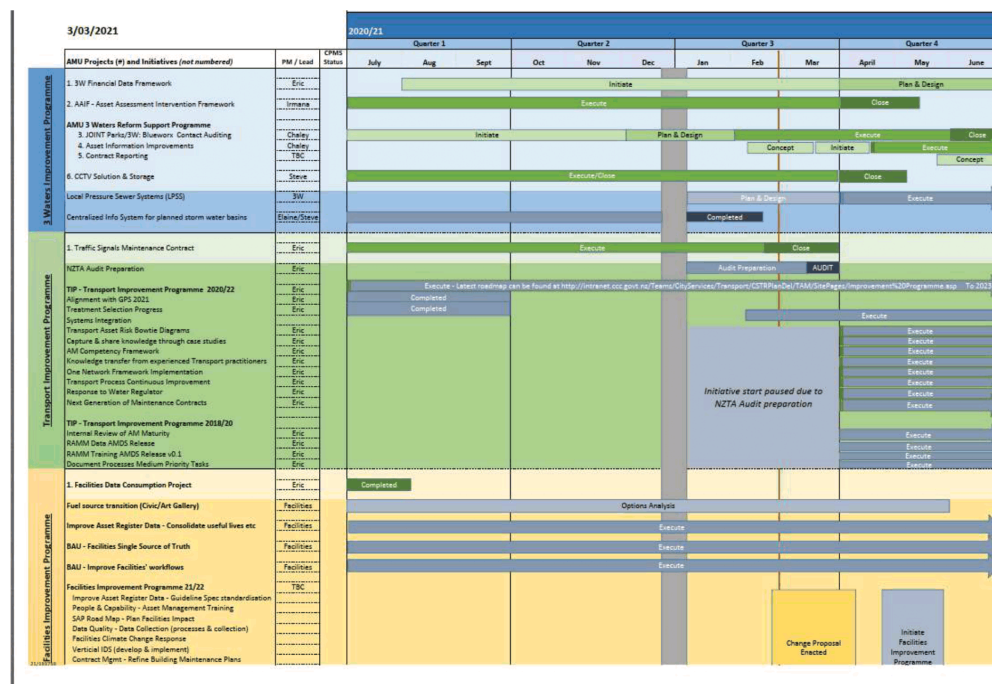 3/03/2021
2020/21
Quarter 1 Quarter 2 Quarter 3 Quarter 4
AMU Projects (#) and Initiatives (not numbered) PM / Lead CPMS Status July Aug Sept Oct Nov Dec Jan Feb Mar April May June
3 Waters Improvement Programme
1. 3W Financial Data Framework Eric Initiate Plan & Design
2. AAIF - Asset Assessment Intervention Framework Irmana Execute Close
AMU 3 Waters Reform Support Programme
3. JOINT Parks/3W: Blueworx Contact Auditing Chaley Initiate Plan & Design Execute Close
4. Asset Information Improvements Chaley Concept Initiate Execute
5. Contract Reporting TBC Concept
6. CCTV Solution & Storage Steve Execute/Close Close
Local Pressure Sewer Systems (LPSS) 3W Plan & Design Execute
Centralized Info System for planned storm water basins Elaine/Steve Completed
Transport Improvement Programme
1. Traffic Signals Maintenance Contract Eric Execute Close
NZTA Audit Preparation Eric Audit Preparation AUDIT
TIP - Transport Improvement Programme 2020/22 Execute - Latest roadmap can be found at http://intranet.ccc.govt.nz/Teams/CityServices/Transport/CSTRPlanDel/TAM/SitePages/Improvement%20Programme.asp To 2023
Alignment with GPS 2021 Eric Completed
Treatment Selection Progress Eric Completed
Systems Integration Execute
Transport Asset Risk Bowtie Diagrams Eric Execute
Capture & share knowledge through case studies Eric Execute
AM Competency Framework Eric Execute
Knowledge transfer from experienced Transport practitioners Eric Execute
One Network Framework Implementation Eric Execute
Transport Process Continuous Improvement Eric Execute
Response to Water Regulator Eric Execute
Next Generation of Maintenance Contracts Eric Execute
Initiative start paused due to
NZTA Audit preparation
TIP - Transport Improvement Programme 2018/20
Internal Review of AM Maturity Eric Execute
RAMM Data AMDS Release Eric Execute
RAMM Training AMDS Release v0.1 Eric Execute
Document Processes Medium Priority Tasks Eric Execute
Facilities Improvement Programme
1. Facilities Data Consumption Project Eric Completed
Fuel source transition (Civic/Art Gallery) Facilities Options Analysis
Improve Asset Register Data - Consolidate useful lives etc Facilities Execute
BAU - Facilities Single Source of Truth Facilities Execute
BAU - Improve Facilities' workflows Facilities Execute
Facilities Improvement Programme 21/22 TBC
Improve Asset Register Data - Guideline Spec standardisation
People & Capability - Asset Management Training
SAP Road Map - Plan Facilities Impact
Data Quality - Data Collection (processes & collection)
Facilities Climate Change Response
Verticial IDS (develop & implement)
Contract Mgmt - Refine Building Maintenance Plans
Change Proposal
Enacted
Initiate
Facilities
Improvement
Programme